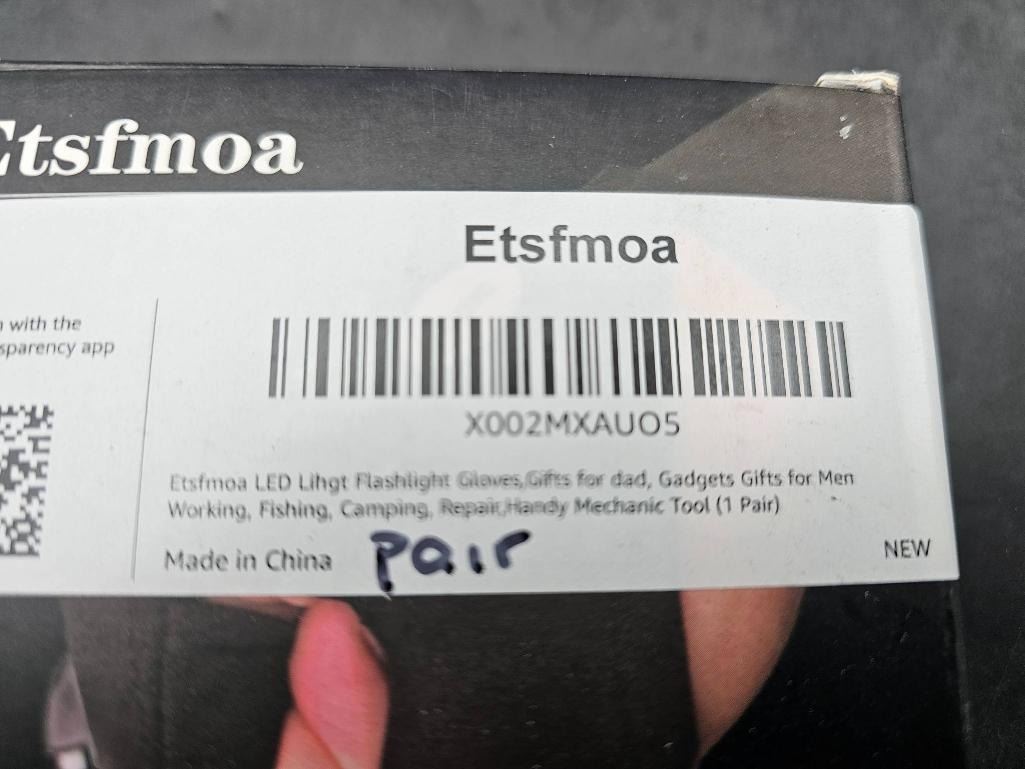 Etsfmoa
Etsfmoa
with the
sparency app
X002MXAUO5
Etsfmoa LED Lihgt Flashlight Gloves,Gifts for dad, Gadgets Gifts for Men
Working, Fishing, Camping, Repair,Handy Mechanic Tool (1 Pair)
Made in China
pair
NEW